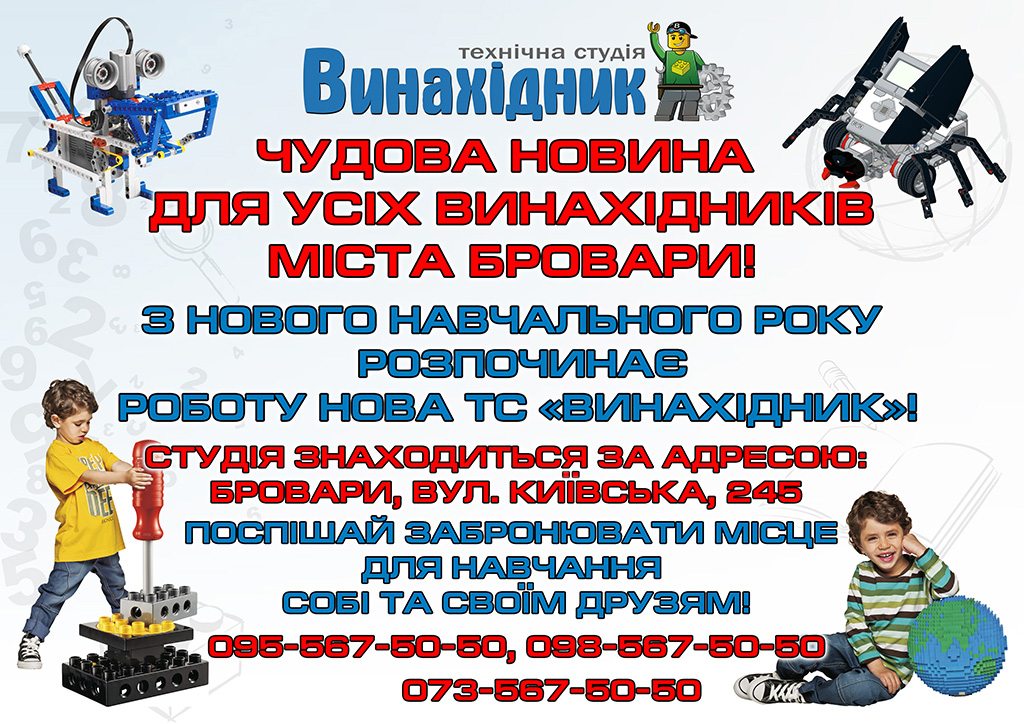 технічна студія
Винахідник
ЧУДОВА НОВИНА
ДЛЯ УСІХ ВИНАХІДНИКІВ
МІСТА БРОВАРИ!
З НОВОГО НАВЧАЛЬНОГО РОКУ
РОЗПОЧИНАЄ
РОБОТУ НОВА ТС «ВИНАХІДНИК»!
СТУДІЯ ЗНАХОДИТЬСЯ ЗА АДРЕСОЮ:
БРОВАРИ, ВУЛ. КИЇВСЬКА, 245
ПОСПІШАЙ ЗАБРОНЮВАТИ МІСЦЕ
ДЛЯ НАВЧАННЯ
СОБІ ТА СВОЇМ ДРУЗЯМ!
095-567-50-50, 098-567-50-50
073-567-50-50